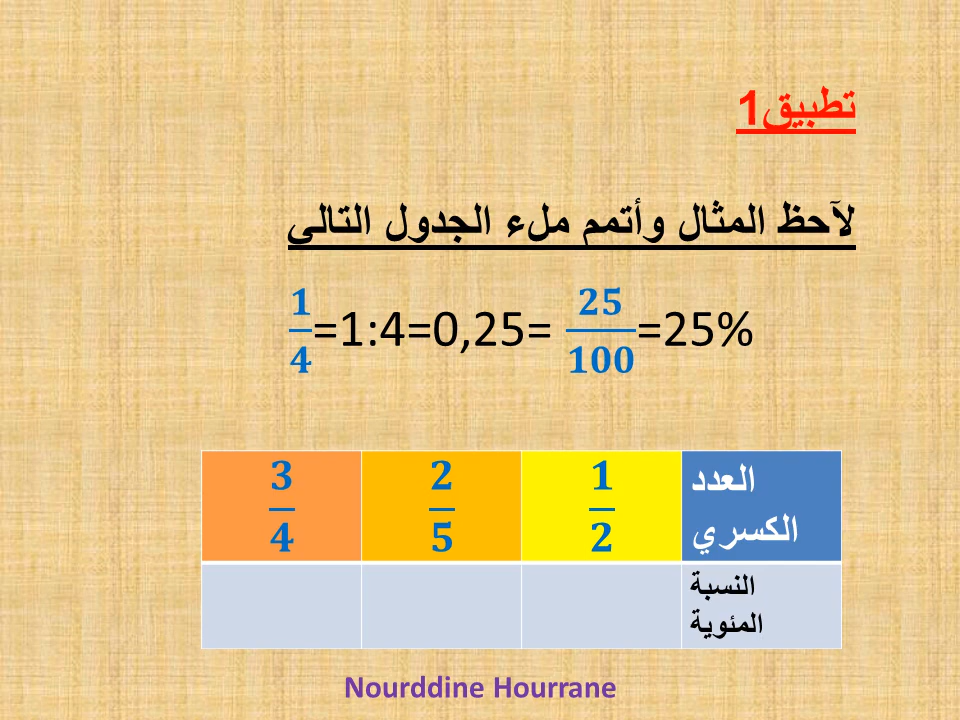 تطبيق1
لآحظ المثال وأتمم ملء الجدول التالي
1/4=1:4=0,25= 25/100=25%
العدد الكسري 1/2 2/5 3/4
النسبة المئوية
Nourddine Hourrane